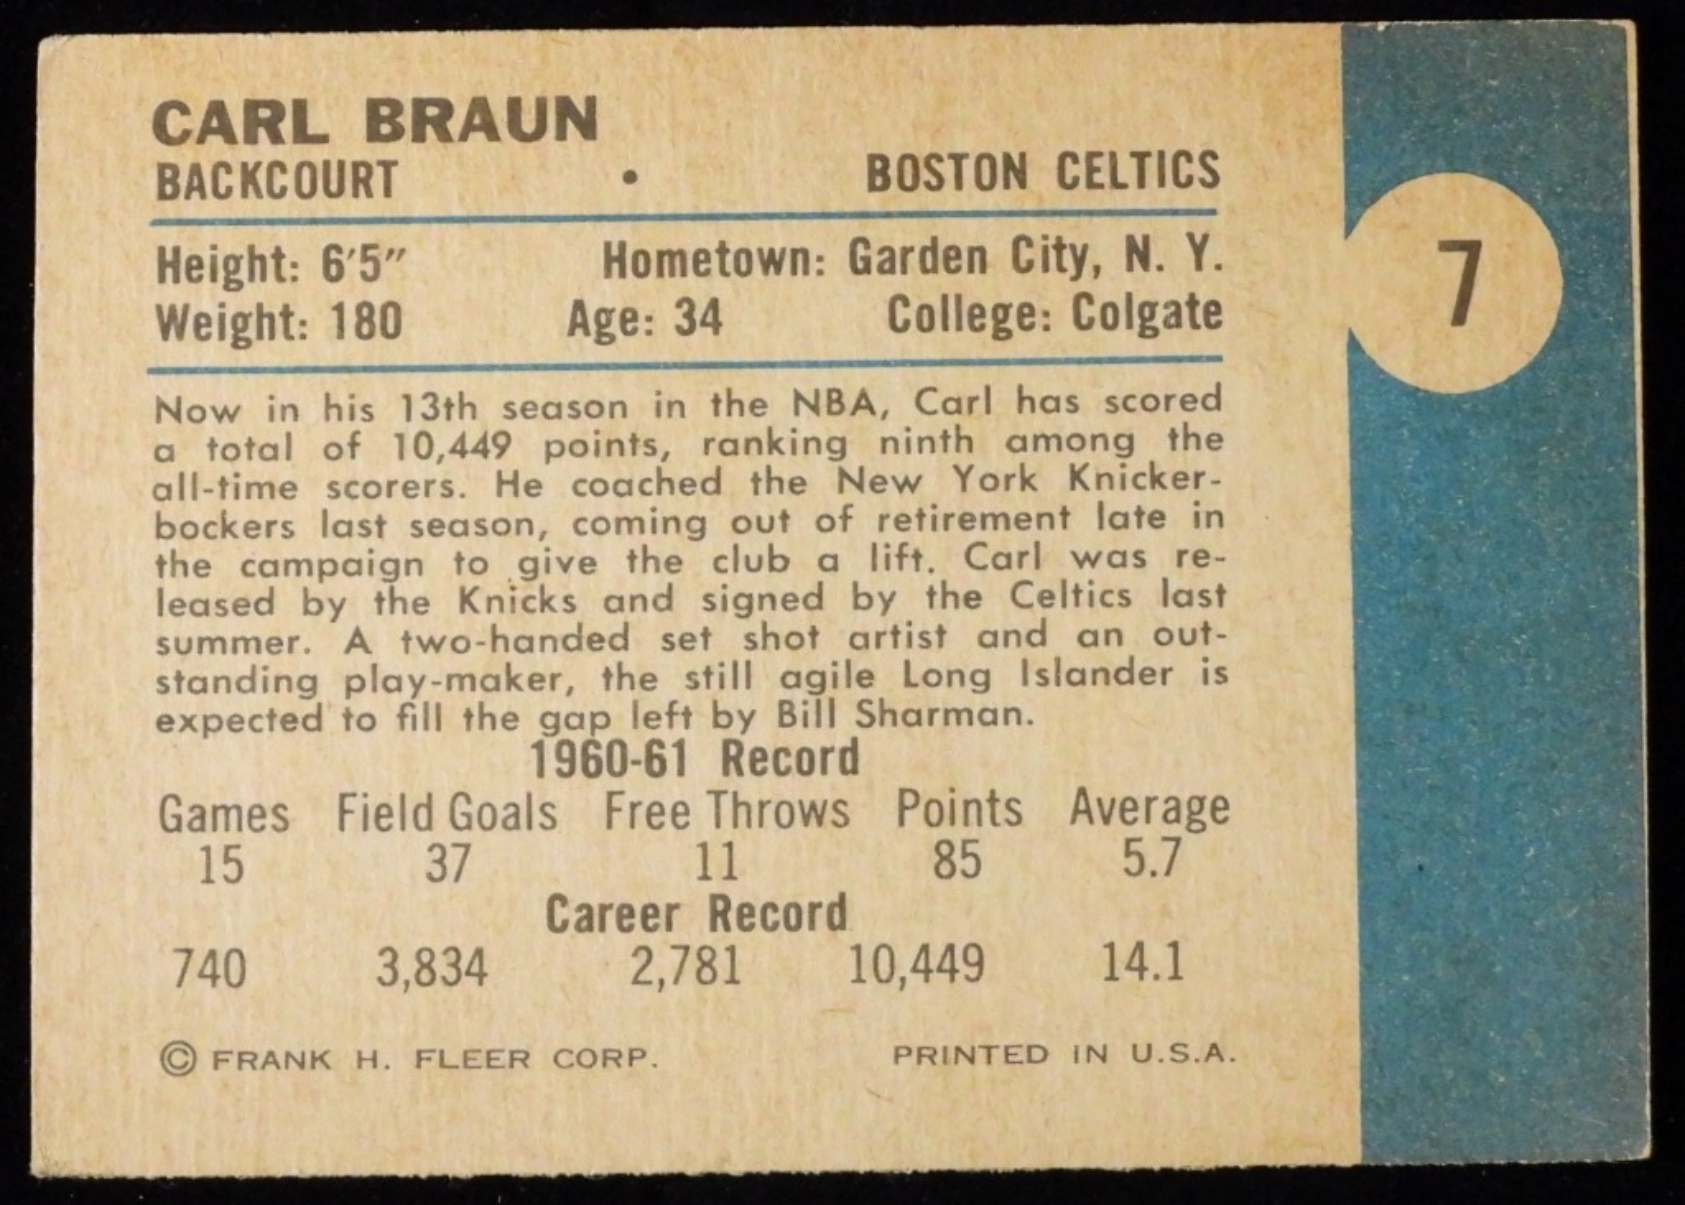 CARL BRAUN
BACKCOURT • BOSTON CELTICS
7
Height: 6'5" Hometown: Garden City, N. Y.
Weight: 180 Age: 34 College: Colgate
Now in his 13th season in the NBA, Carl has scored
a total of 10,449 points, ranking ninth among the
all-time scorers. He coached the New York Knicker-
bockers last season, coming out of retirement late in
the campaign to give the club a lift. Carl was re-
leased by the Knicks and signed by the Celtics last
summer. A two-handed set shot artist and an out-
standing play-maker, the still agile Long Islander is
expected to fill the gap left by Bill Sharman.
1960-61 Record
Games Field Goals Free Throws Points Average
15 37 11 85 5.7
Career Record
740 3,834 2,781 10,449 14.1
© FRANK H. FLEER CORP. PRINTED IN U.S.A.